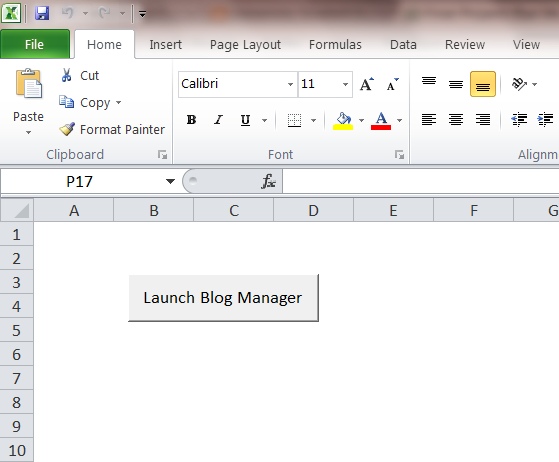 File Home Insert Page Layout Formulas Data Review View
Cut
Copy
Format Painter
Paste
Calibri 11 A A
B I U A
Clipboard Font Alignm
P17 fx
A B C D E F G
1
2
3
Launch Blog Manager
4
5
6
7
8
9
10